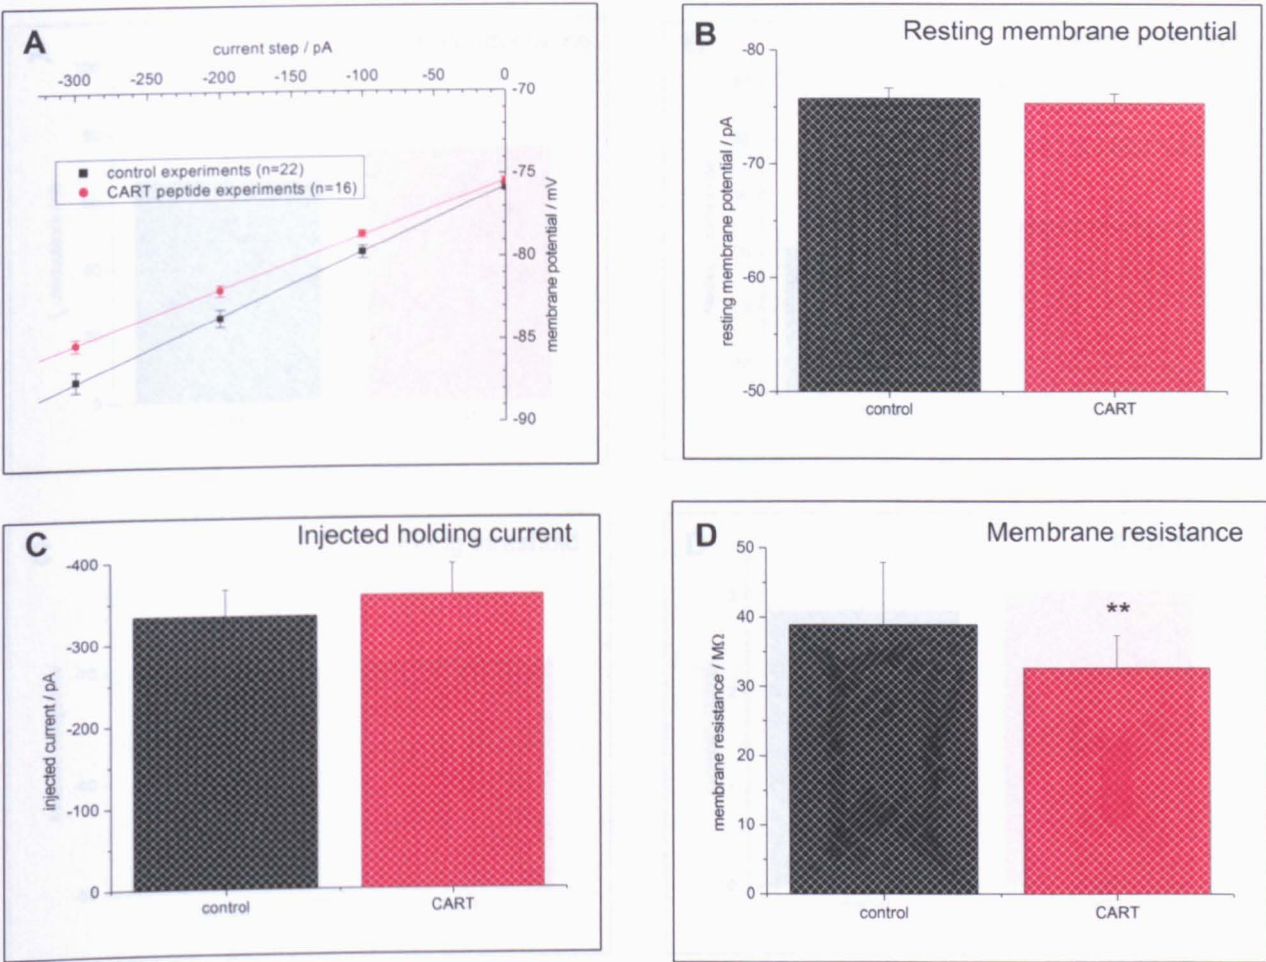 A
current step / pA
-300 -250 -200 -150 -100 -50 0
-70
-75
-80
-85
-90
membrane potential / mV
control experiments (n=22)
CART peptide experiments (n=16)
B
Resting membrane potential
-80
-70
-60
-50
resting membrane potential / pA
control CART
C
Injected holding current
-400
-300
-200
-100
0
injected current / pA
control CART
D
Membrane resistance
50
40
30
20
10
0
membrane resistance / MΩ
**
control CART